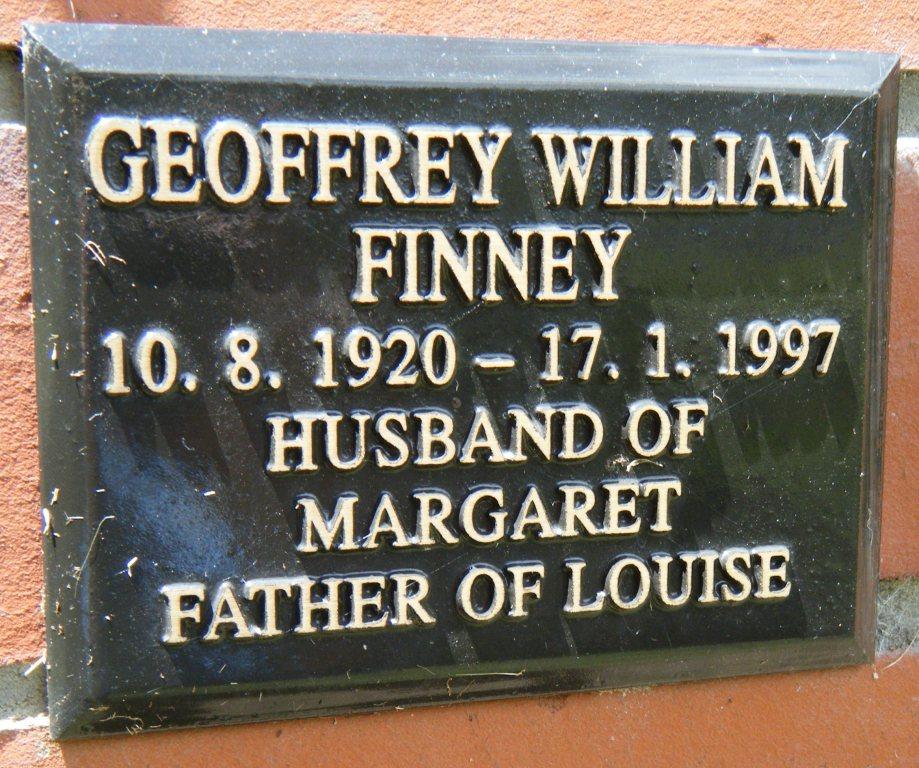 GEOFFREY WILLIAM
FINNEY
10. 8. 1920 – 17. 1. 1997
HUSBAND OF
MARGARET
FATHER OF LOUISE